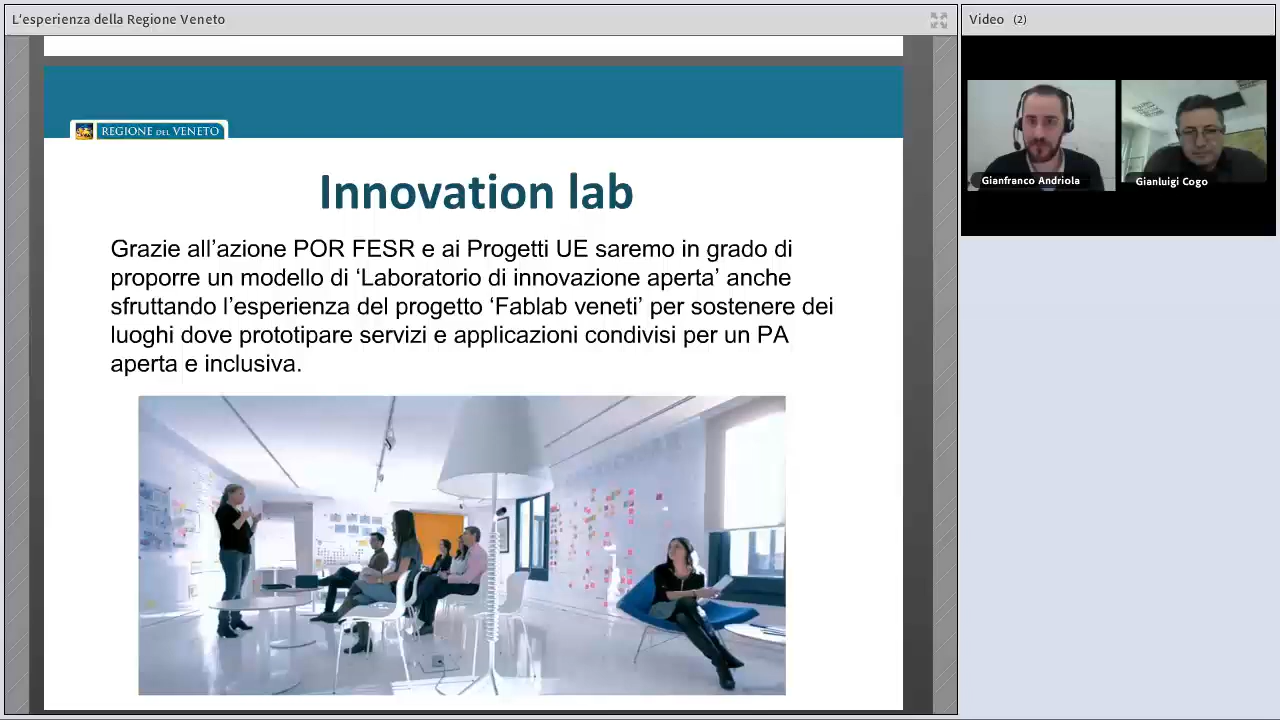 L'esperienza della Regione Veneto
Video (2)
REGIONE DEL VENETO
Innovation lab
Grazie all’azione POR FESR e ai Progetti UE saremo in grado di
proporre un modello di ‘Laboratorio di innovazione aperta’ anche
sfruttando l’esperienza del progetto ‘Fablab veneti’ per sostenere dei
luoghi dove prototipare servizi e applicazioni condivisi per un PA
aperta e inclusiva.
Gianfranco Andriola
Gianluigi Cogo